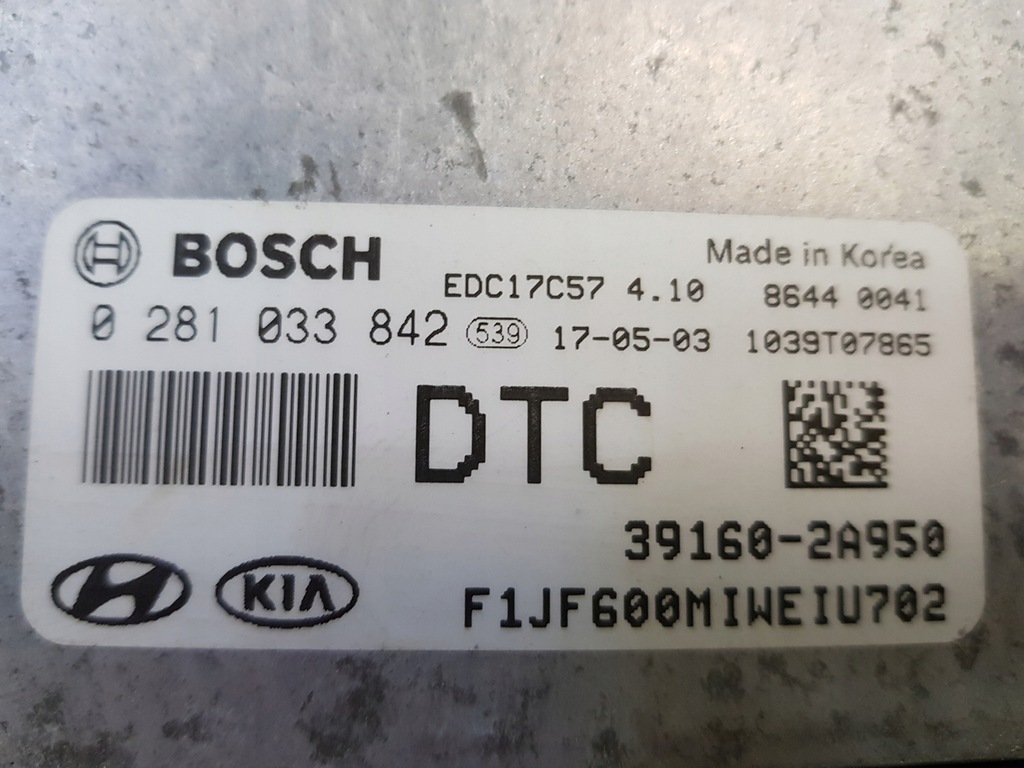 BOSCH
Made in Korea
EDC17C57 4.10 8644 0041
0 281 033 842 539 17-05-03 1039T07865
DTC
39160-2A950
KIA F1JF600MIWEIU702